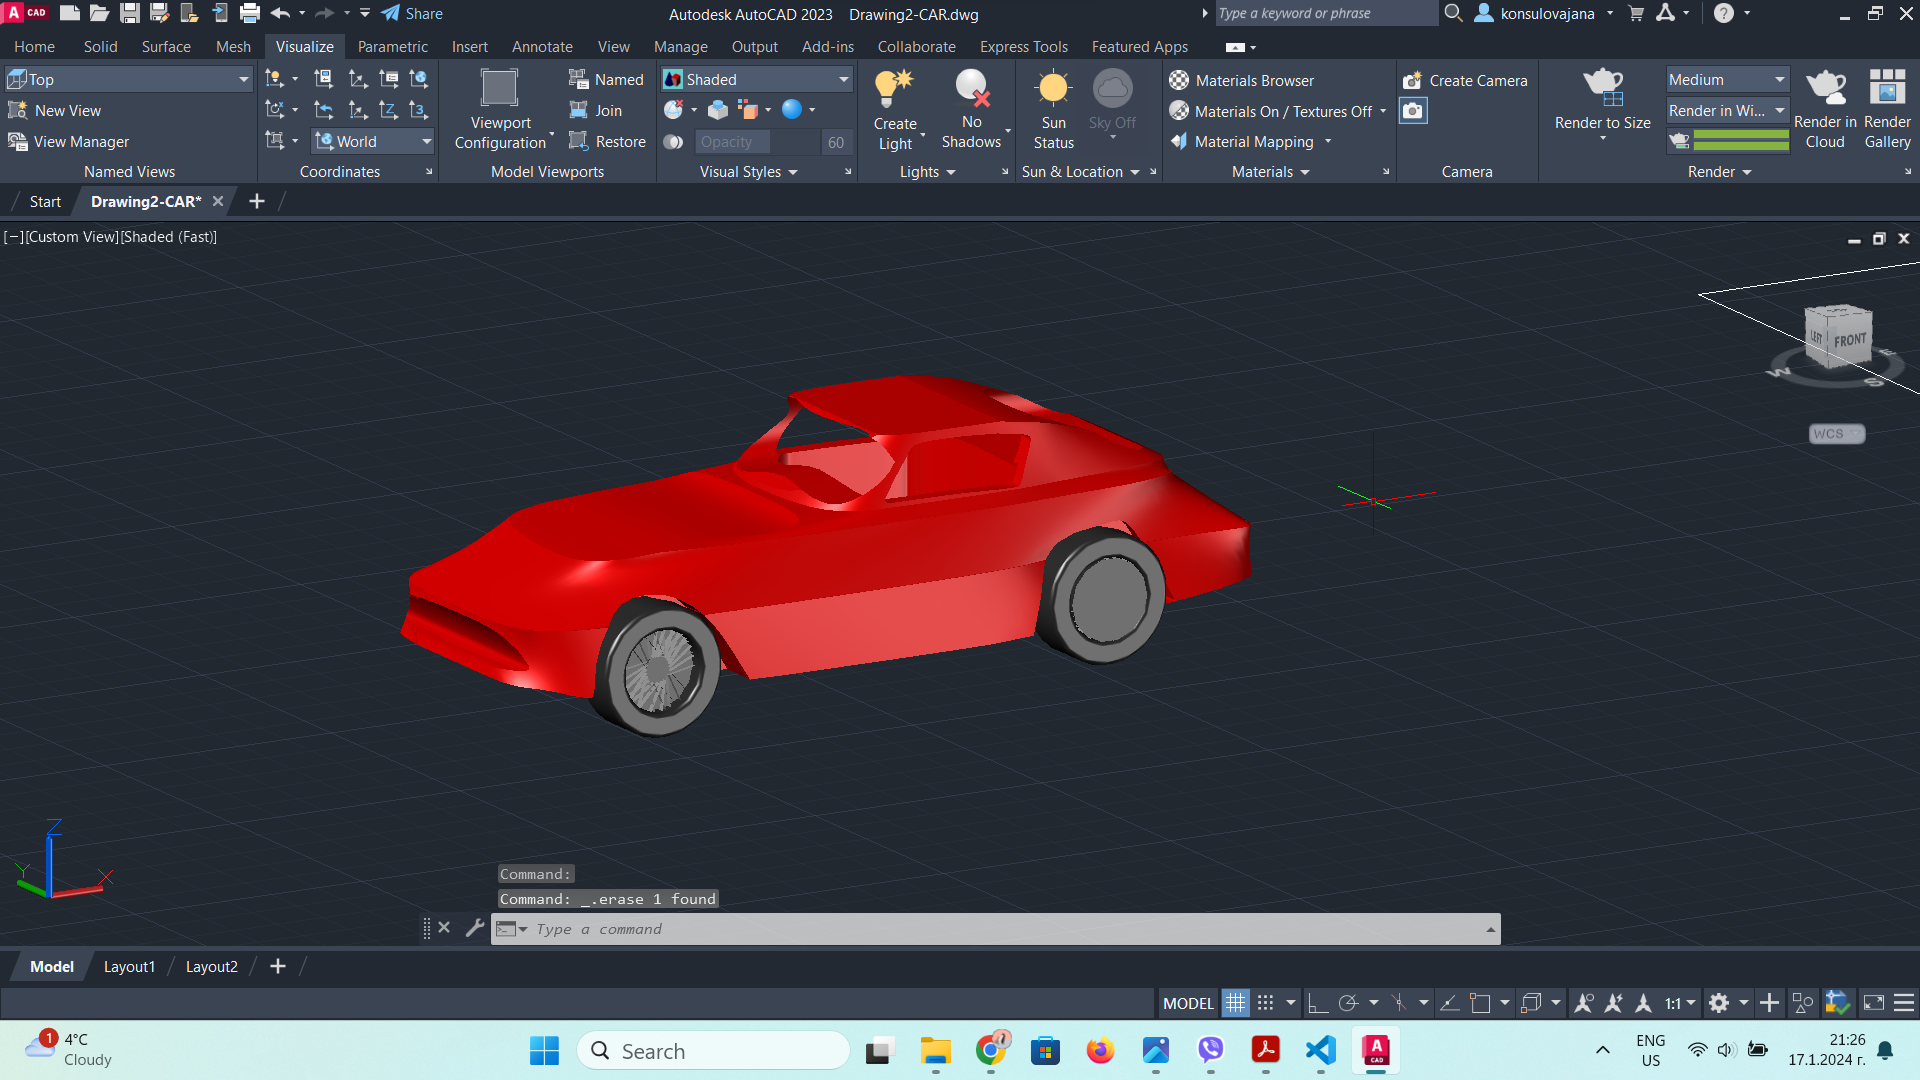 A CAD Share Autodesk AutoCAD 2023 Drawing2-CAR.dwg Type a keyword or phrase konsulovajana
Home Solid Surface Mesh Visualize Parametric Insert Annotate View Manage Output Add-ins Collaborate Express Tools Featured Apps
Top
New View
View Manager
Named Views
World
Coordinates
Viewport
Configuration
Named
Join
Restore
Model Viewports
Shaded
Opacity 60
Visual Styles
Create
Light
No
Shadows
Lights
Sun
Status
Sky Off
Sun & Location
Materials Browser
Materials On / Textures Off
Material Mapping
Materials
Create Camera
Camera
Render to Size
Medium
Render in Wi...
Render in
Cloud
Render
Gallery
Render
Start Drawing2-CAR*
[−][Custom View][Shaded (Fast)]
LEFT FRONT
W S E
WCS
Z
Y X
Command:
Command: _.erase 1 found
Type a command
Model Layout1 Layout2
MODEL 1:1
1 4°C
Cloudy
Search
A CAD
ENG
US
21:26
17.1.2024 г.